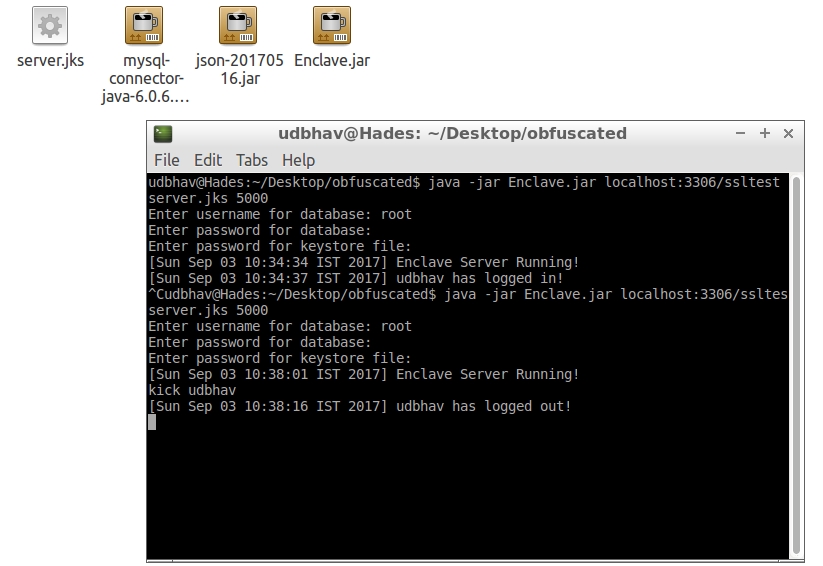 server.jks
mysql-
connector-
java-6.0.6....
json-201705
16.jar
Enclave.jar
udbhav@Hades: ~/Desktop/obfuscated
File Edit Tabs Help
udbhav@Hades:~/Desktop/obfuscated$ java -jar Enclave.jar localhost:3306/ssltest
server.jks 5000
Enter username for database: root
Enter password for database:
Enter password for keystore file:
[Sun Sep 03 10:34:34 IST 2017] Enclave Server Running!
[Sun Sep 03 10:34:37 IST 2017] udbhav has logged in!
^Cudbhav@Hades:~/Desktop/obfuscated$ java -jar Enclave.jar localhost:3306/ssltes
server.jks 5000
Enter username for database: root
Enter password for database:
Enter password for keystore file:
[Sun Sep 03 10:38:01 IST 2017] Enclave Server Running!
kick udbhav
[Sun Sep 03 10:38:16 IST 2017] udbhav has logged out!